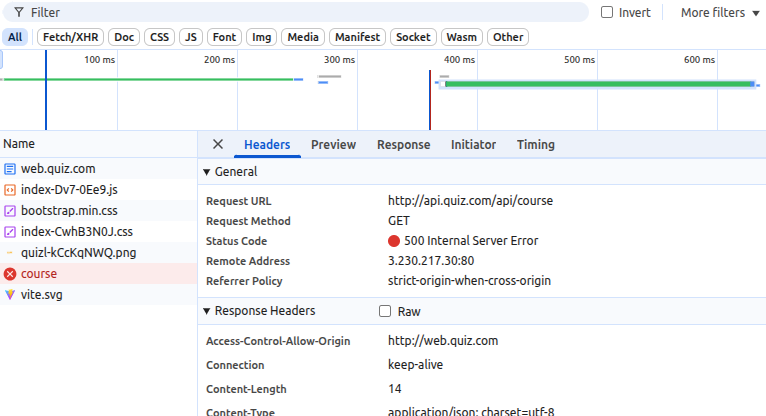 Filter Invert More filters
All Fetch/XHR Doc CSS JS Font Img Media Manifest Socket Wasm Other
100 ms 200 ms 300 ms 400 ms 500 ms 600 ms
Name
web.quiz.com
index-Dv7-0Ee9.js
bootstrap.min.css
index-CwhB3N0J.css
quizl-kCcKqNWQ.png
course
vite.svg
Headers Preview Response Initiator Timing
General
Request URL http://api.quiz.com/api/course
Request Method GET
Status Code 500 Internal Server Error
Remote Address 3.230.217.30:80
Referrer Policy strict-origin-when-cross-origin
Response Headers Raw
Access-Control-Allow-Origin http://web.quiz.com
Connection keep-alive
Content-Length 14
Content-Type application/json; charset=utf-8